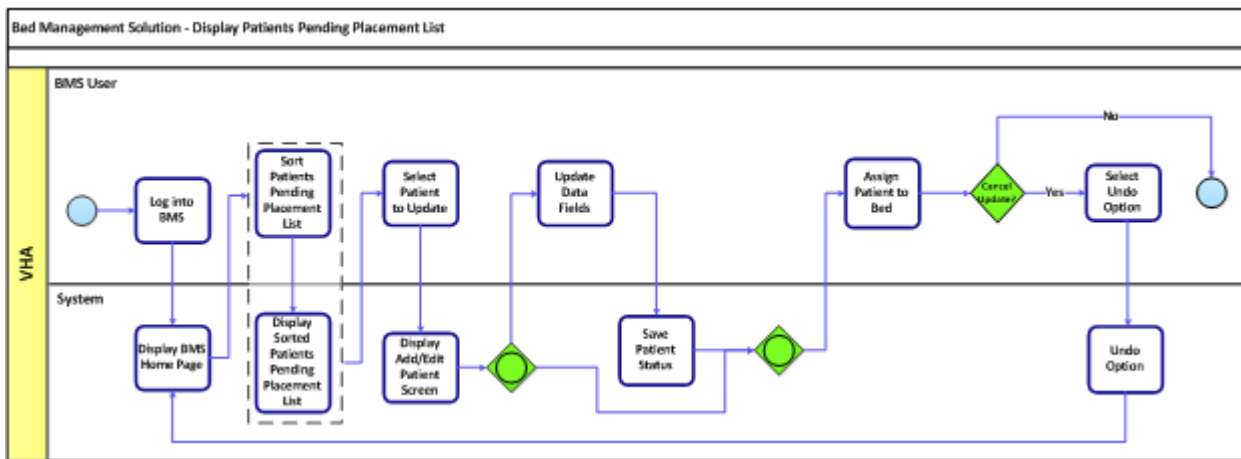 Bed Management Solution - Display Patients Pending Placement List
VHA
BMS User
Log into
BMS
Sort
Patients
Pending
Placement
List
Select
Patient
to Update
Update
Data
Fields
Assign
Patient to
Bed
Cancel
Update?
No
Yes
Select
Undo
Option
System
Display BMS
Home Page
Display
Sorted
Patients
Pending
Placement
List
Display
Add/Edit
Patient
Screen
Save
Patient
Status
Undo
Option